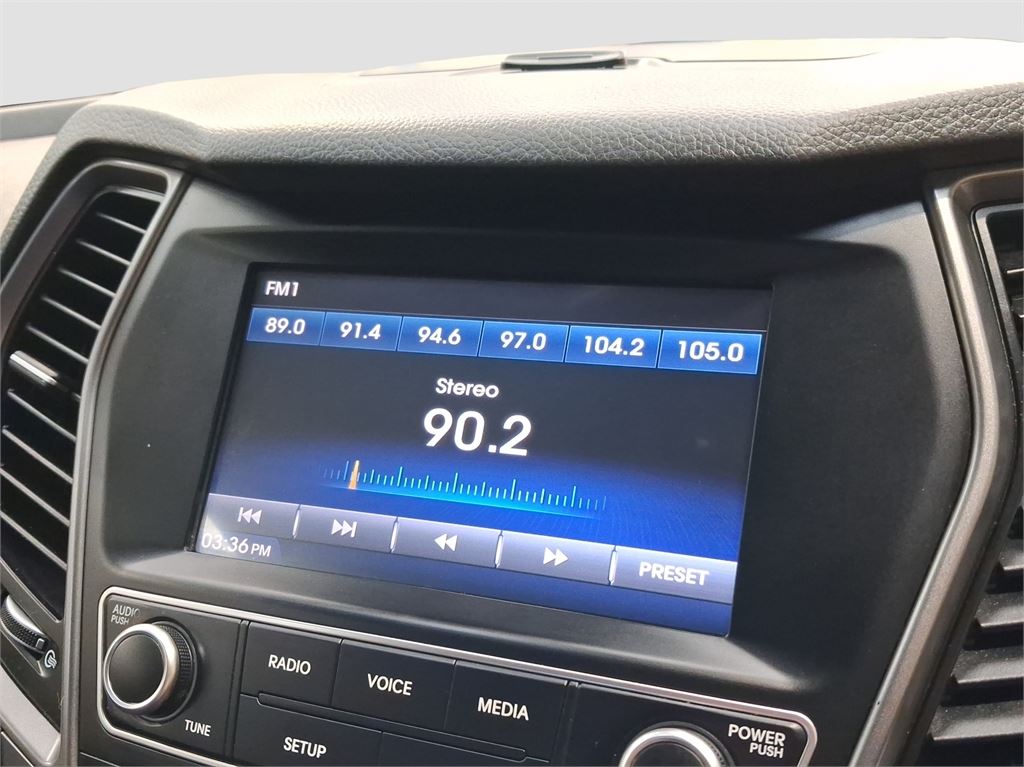 FM1
89.0 91.4 94.6 97.0 104.2 105.0
Stereo
90.2
PRESET
03:36 PM
AUDIO
PUSH
RADIO VOICE MEDIA
TUNE
SETUP
POWER
PUSH